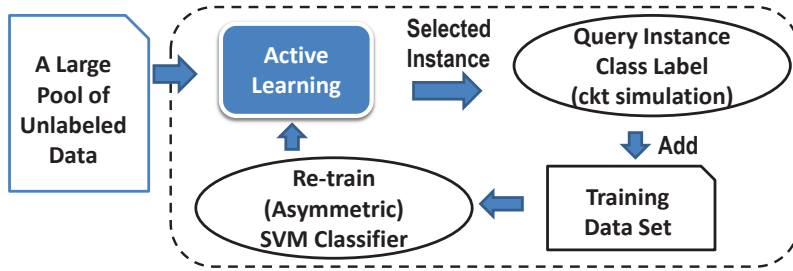 A Large
Pool of
Unlabeled
Data
Active
Learning
Selected
Instance
Query Instance
Class Label
(ckt simulation)
Add
Training
Data Set
Re-train
(Asymmetric)
SVM Classifier